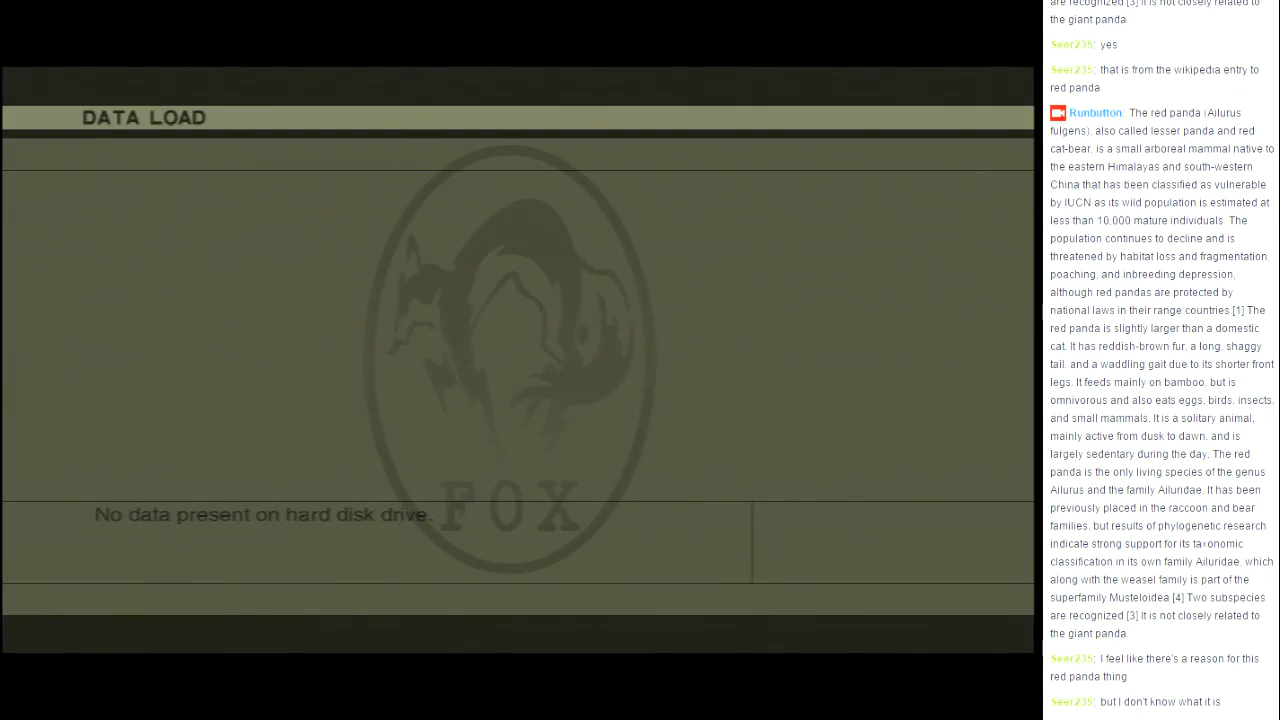 DATA LOAD
No data present on hard disk drive.
FOX
are recognized [3] It is not closely related to
the giant panda.
Seer235: yes
Seer235: that is from the wikipedia entry to
red panda
Runbutton: The red panda (Ailurus
fulgens), also called lesser panda and red
cat-bear, is a small arboreal mammal native to
the eastern Himalayas and south-western
China that has been classified as vulnerable
by IUCN as its wild population is estimated at
less than 10,000 mature individuals. The
population continues to decline and is
threatened by habitat loss and fragmentation,
poaching, and inbreeding depression,
although red pandas are protected by
national laws in their range countries.[1] The
red panda is slightly larger than a domestic
cat. It has reddish-brown fur, a long, shaggy
tail, and a waddling gait due to its shorter front
legs. It feeds mainly on bamboo, but is
omnivorous and also eats eggs, birds, insects,
and small mammals. It is a solitary animal,
mainly active from dusk to dawn, and is
largely sedentary during the day. The red
panda is the only living species of the genus
Ailurus and the family Ailuridae. It has been
previously placed in the raccoon and bear
families, but results of phylogenetic research
indicate strong support for its taxonomic
classification in its own family Ailuridae, which
along with the weasel family is part of the
superfamily Musteloidea.[4] Two subspecies
are recognized [3] It is not closely related to
the giant panda.
Seer235: I feel like there's a reason for this
red panda thing
Seer235: but I don't know what it is